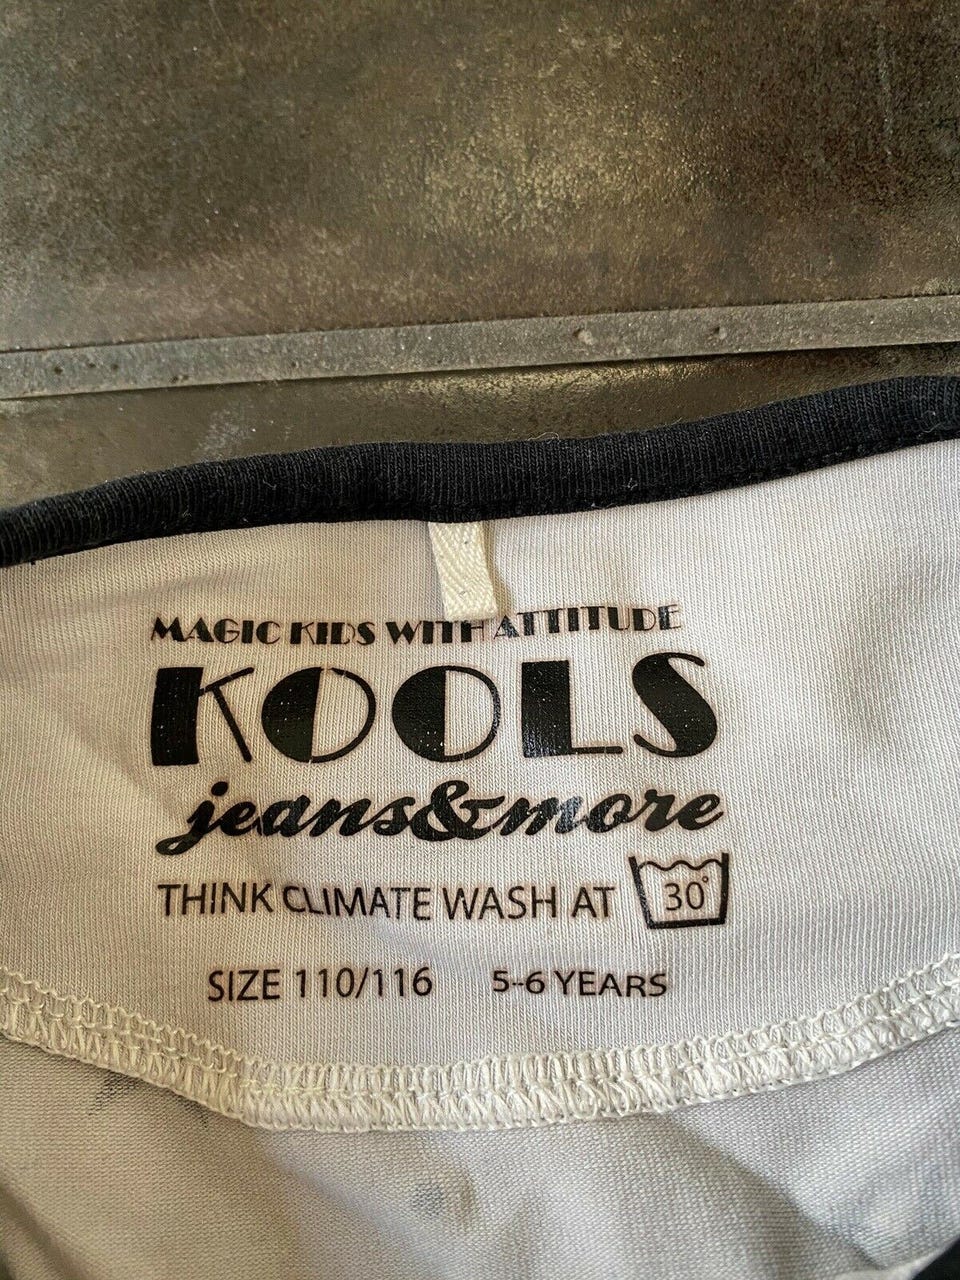 MAGIC KIDS WITH ATTITUDE
KOOLS
jeans&more
THINK CLIMATE WASH AT 30°
SIZE 110/116 5-6 YEARS